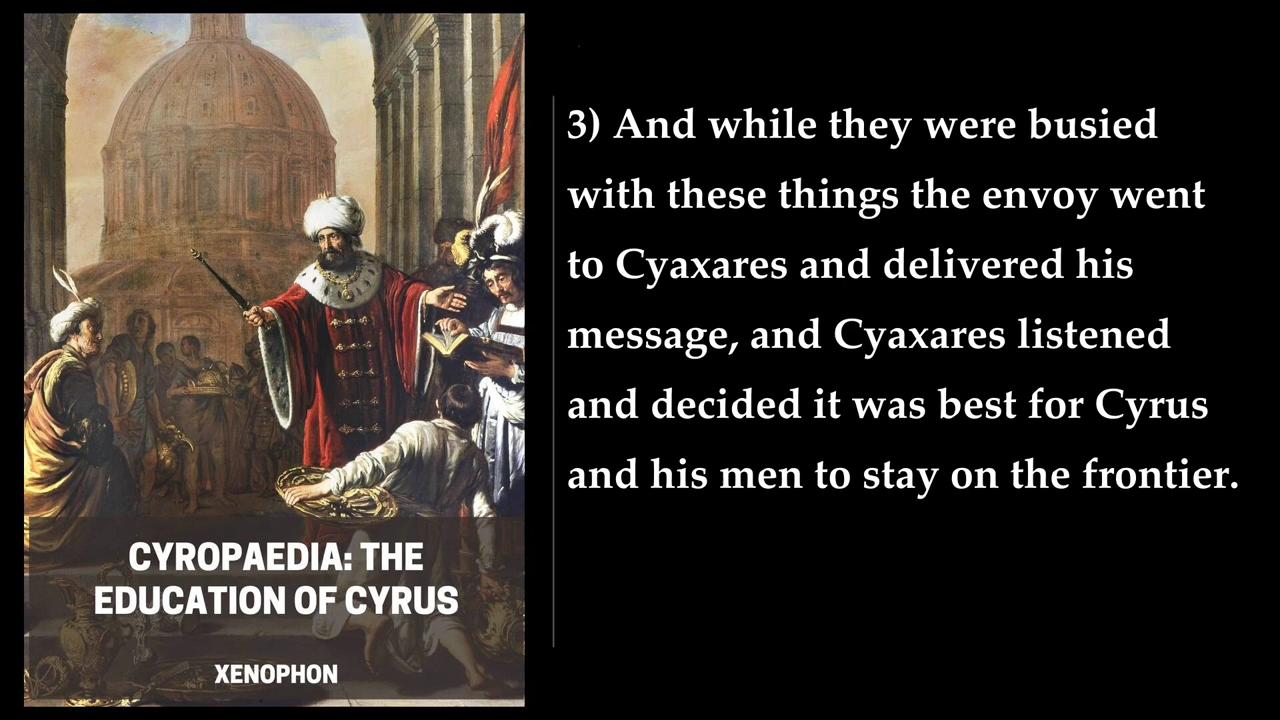 3) And while they were busied
with these things the envoy went
to Cyaxares and delivered his
message, and Cyaxares listened
and decided it was best for Cyrus
and his men to stay on the frontier.
CYROPAEDIA: THE
EDUCATION OF CYRUS
XENOPHON